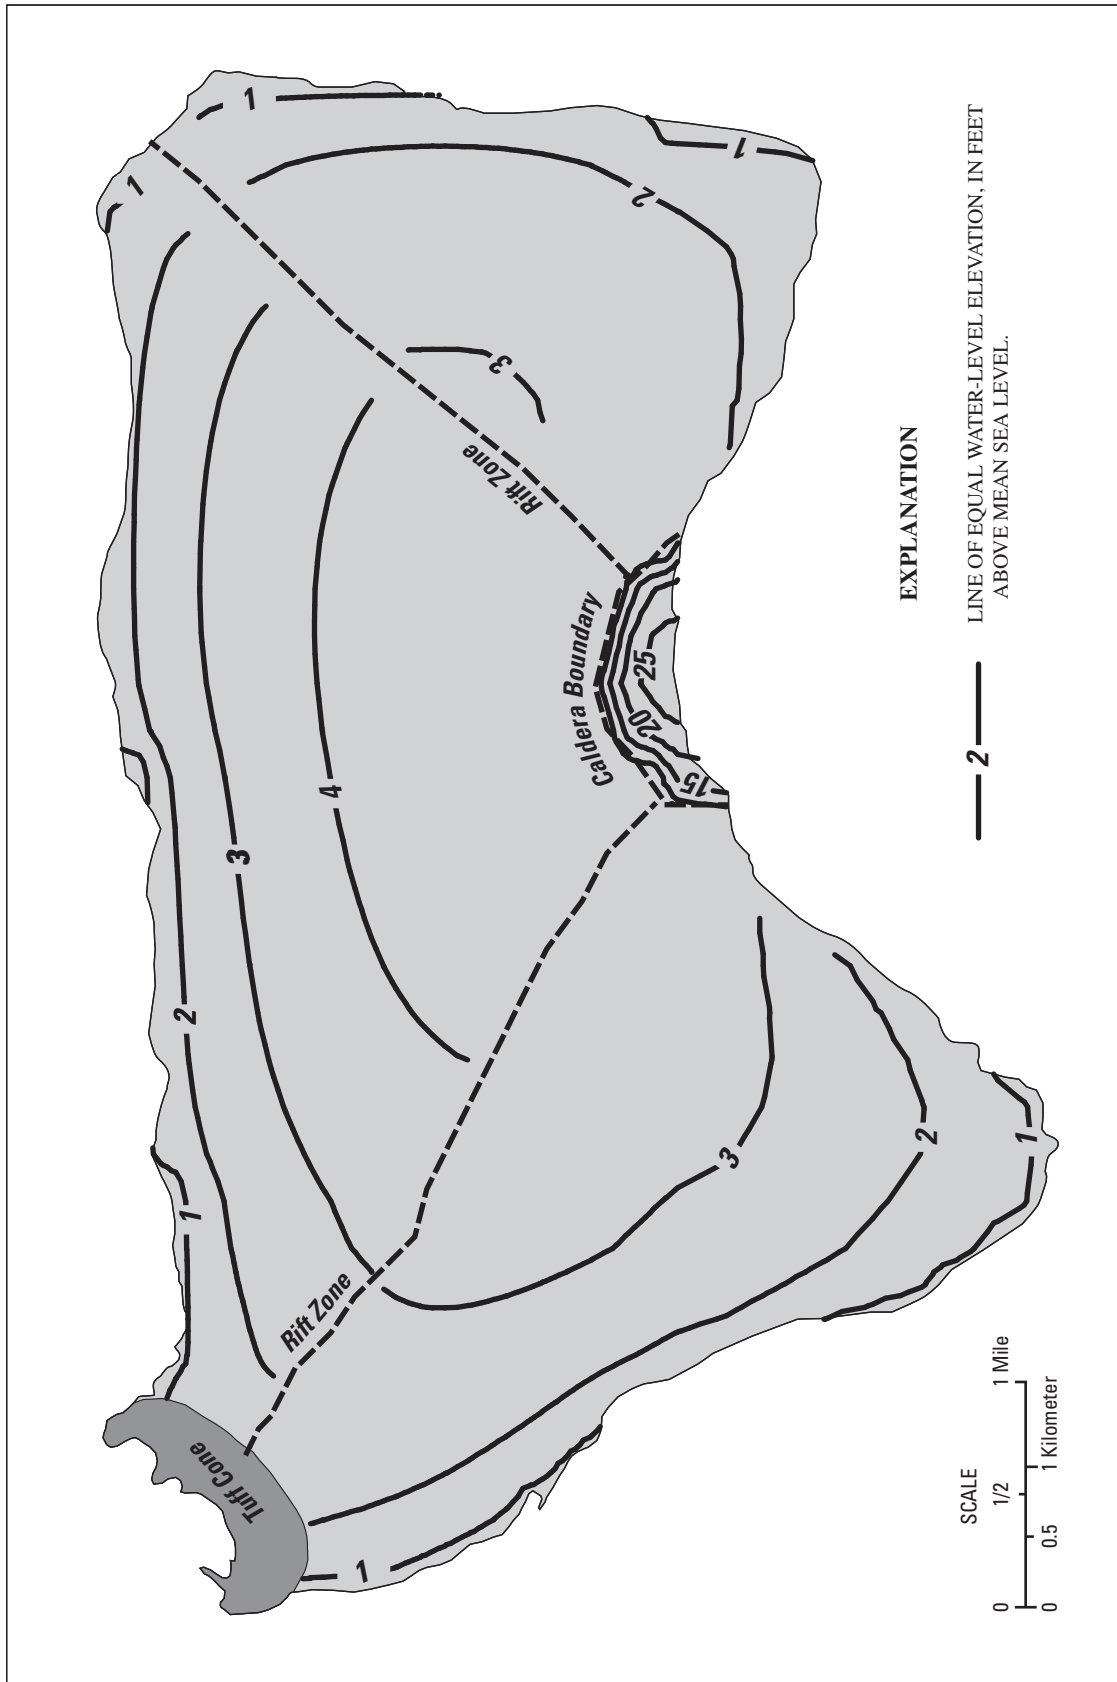 1
1
1
2
3
Rift Zone
Caldera Boundary
25
20
15
4
3
2
3
2
1
1
Rift Zone
Tuff Cone
1
EXPLANATION
2
LINE OF EQUAL WATER-LEVEL ELEVATION, IN FEET
ABOVE MEAN SEA LEVEL.
SCALE
0 1/2 1 Mile
0 0.5 1 Kilometer